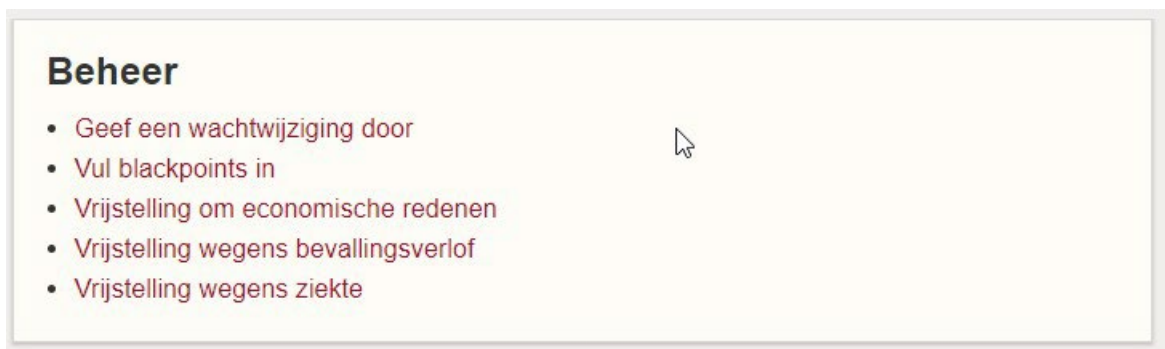 Beheer
• Geef een wachtwijziging door
• Vul blackpoints in
• Vrijstelling om economische redenen
• Vrijstelling wegens bevallingsverlof
• Vrijstelling wegens ziekte